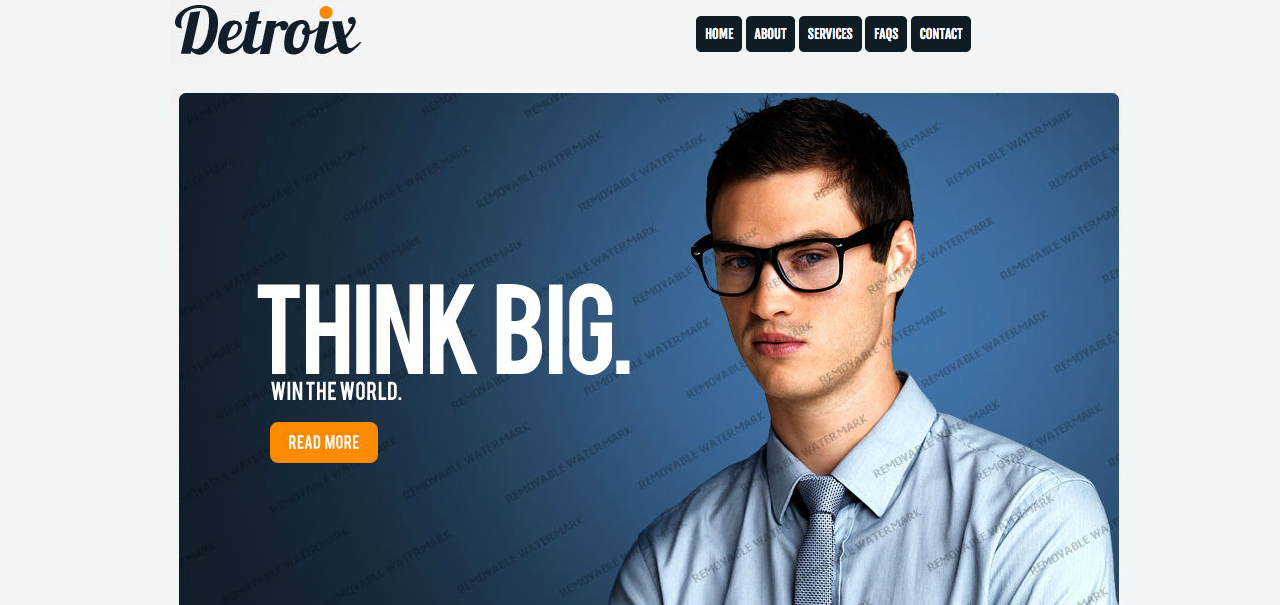 Detroix
HOME ABOUT SERVICES FAQS CONTACT
THINK BIG.
WIN THE WORLD.
READ MORE
REMOVABLE WATERMARK